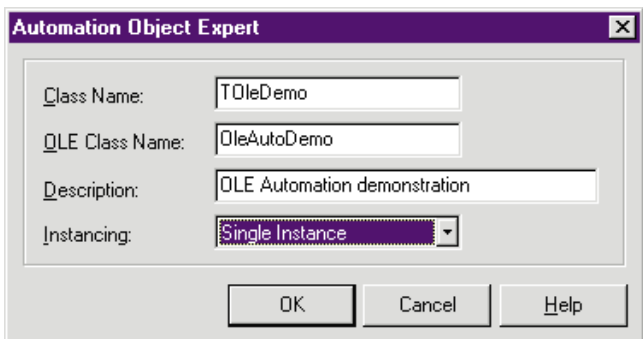 Automation Object Expert
Class Name: TOleDemo
OLE Class Name: OleAutoDemo
Description: OLE Automation demonstration
Instancing: Single Instance
OK Cancel Help